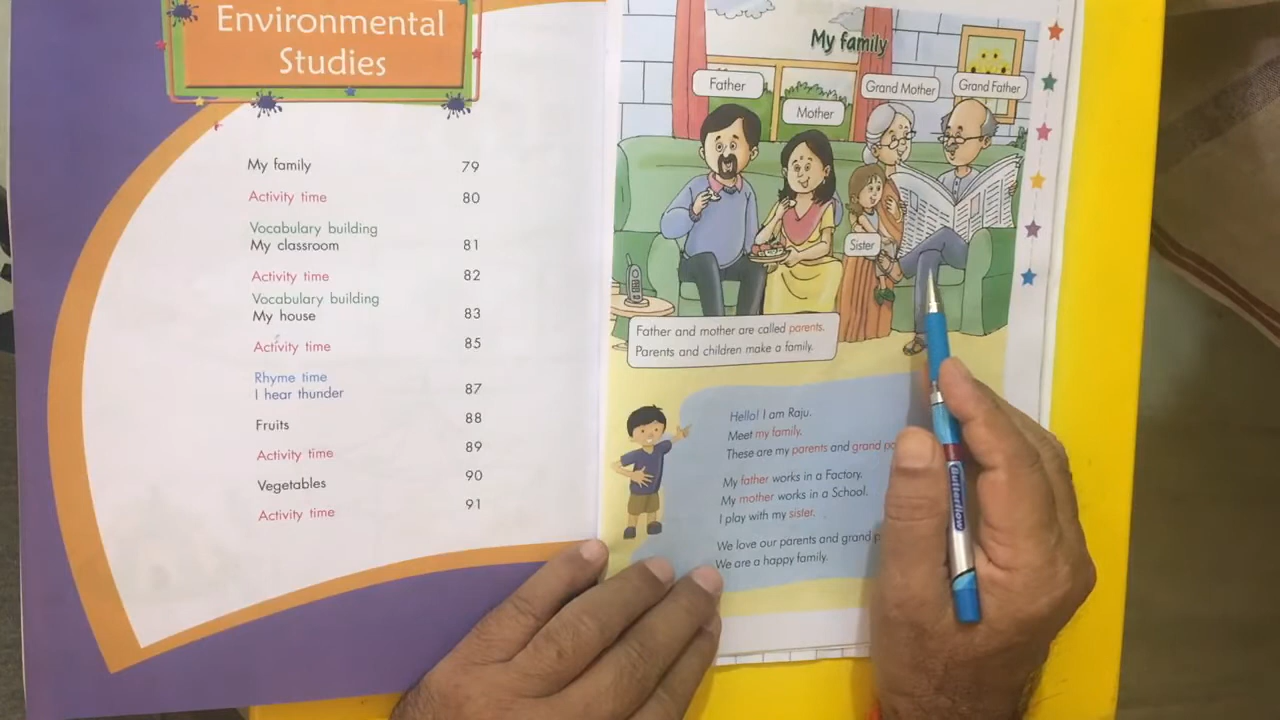 Environmental
Studies
My family 79
Activity time 80
Vocabulary building
My classroom 81
Activity time 82
Vocabulary building
My house 83
Activity time 85
Rhyme time
I hear thunder 87
Fruits 88
Activity time 89
Vegetables 90
Activity time 91
My family
Father
Mother
Grand Mother
Grand Father
Sister
Father and mother are called parents.
Parents and children make a family.
Hello! I am Raju.
Meet my family.
These are my parents and grand
My father works in a Factory.
My mother works in a School.
I play with my sister.
We love our parents and grand
We are a happy family.
Butterflow